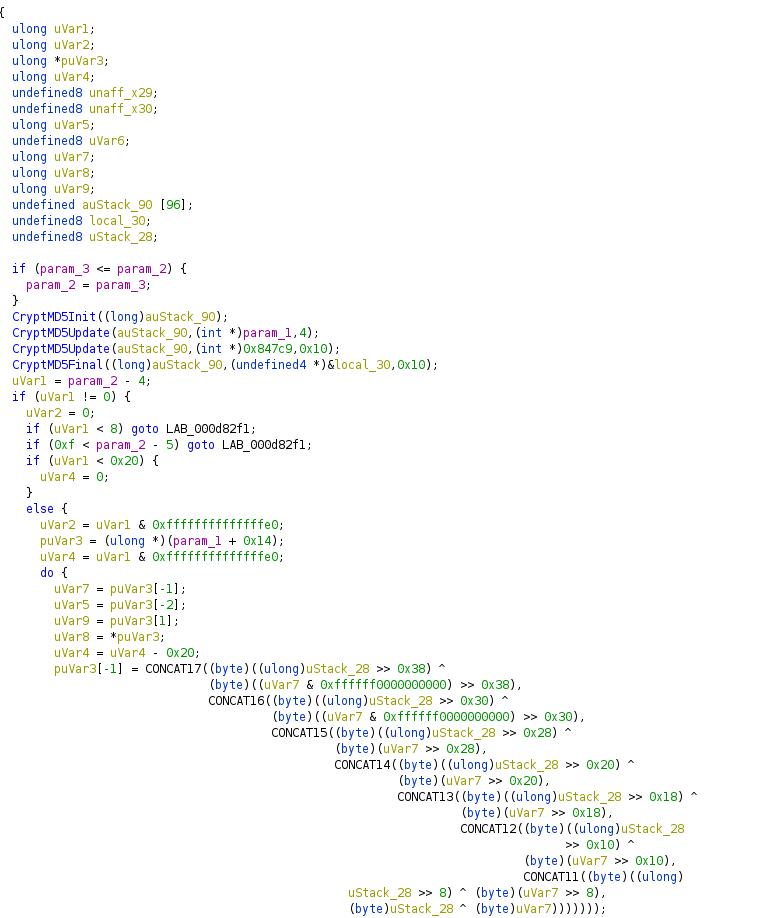 {
ulong uVar1;
ulong uVar2;
ulong *puVar3;
ulong uVar4;
undefined8 unaff_x29;
undefined8 unaff_x30;
ulong uVar5;
undefined8 uVar6;
ulong uVar7;
ulong uVar8;
ulong uVar9;
undefined auStack_90 [96];
undefined8 local_30;
undefined8 uStack_28;
if (param_3 <= param_2) {
param_2 = param_3;
}
CryptMD5Init((long)auStack_90);
CryptMD5Update(auStack_90,(int *)param_1,4);
CryptMD5Update(auStack_90,(int *)0x847c9,0x10);
CryptMD5Final((long)auStack_90,(undefined4 *)&local_30,0x10);
uVar1 = param_2 - 4;
if (uVar1 != 0) {
uVar2 = 0;
if (uVar1 < 8) goto LAB_000d82f1;
if (0xf < param_2 - 5) goto LAB_000d82f1;
if (uVar1 < 0x20) {
uVar4 = 0;
}
else {
uVar2 = uVar1 & 0xffffffffffffffe0;
puVar3 = (ulong *)(param_1 + 0x14);
uVar4 = uVar1 & 0xffffffffffffffe0;
do {
uVar7 = puVar3[-1];
uVar5 = puVar3[-2];
uVar9 = puVar3[1];
uVar8 = *puVar3;
uVar4 = uVar4 - 0x20;
puVar3[-1] = CONCAT17((byte)((ulong)uStack_28 >> 0x38) ^
(byte)((uVar7 & 0xffffff0000000000) >> 0x38),
CONCAT16((byte)((ulong)uStack_28 >> 0x30) ^
(byte)((uVar7 & 0xffffff0000000000) >> 0x30),
CONCAT15((byte)((ulong)uStack_28 >> 0x28) ^
(byte)(uVar7 >> 0x28),
CONCAT14((byte)((ulong)uStack_28 >> 0x20) ^
(byte)(uVar7 >> 0x20),
CONCAT13((byte)((ulong)uStack_28 >> 0x18) ^
(byte)(uVar7 >> 0x18),
CONCAT12((byte)((ulong)uStack_28
>> 0x10) ^
(byte)(uVar7 >> 0x10),
CONCAT11((byte)((ulong)
uStack_28 >> 8) ^ (byte)(uVar7 >> 8),
(byte)uStack_28 ^ (byte)uVar7)))))));